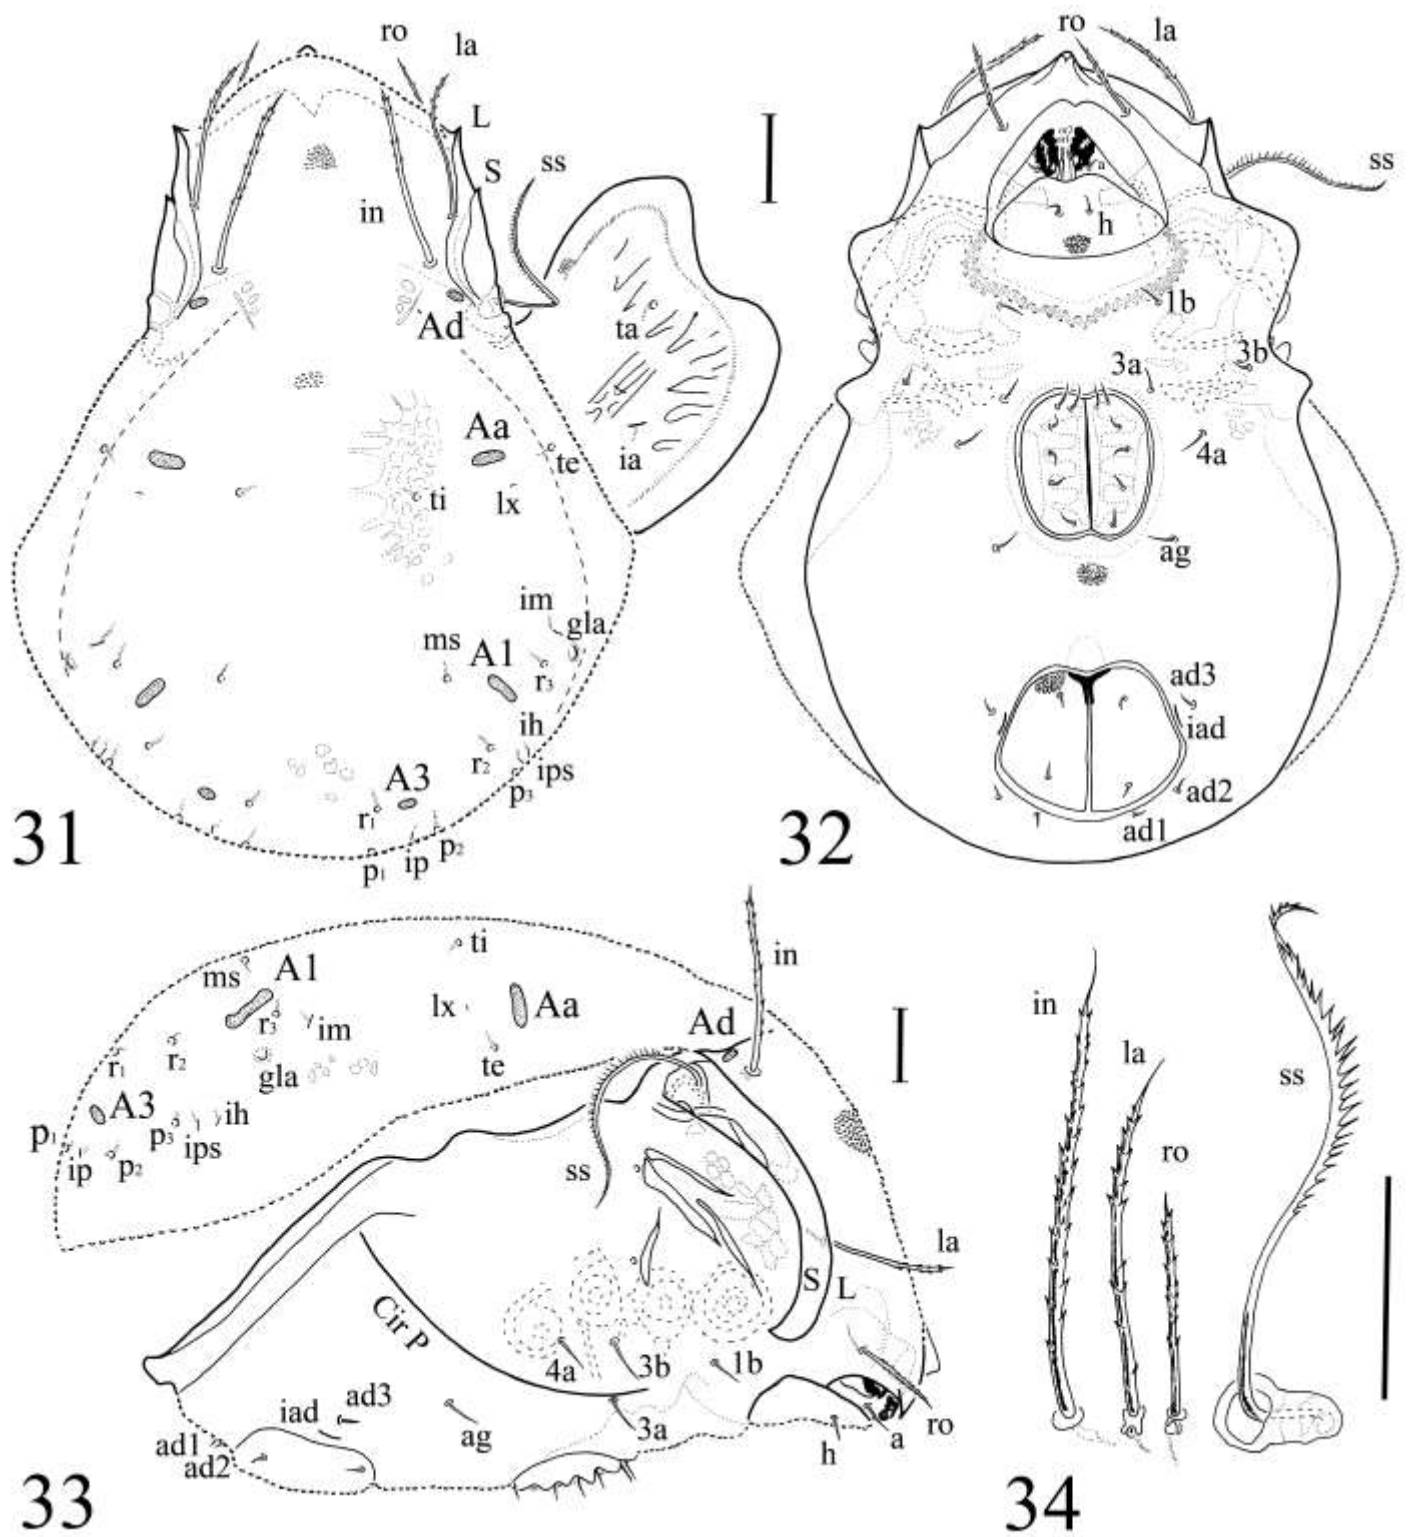 ro
la
L
S
ss
in
Ad
ta
ia
Aa
te
ti
lx
im
gla
ms
A1
r3
ih
r2
ips
p3
A3
r1
p2
ip
p1
31
ro
la
ss
h
1b
3a
3b
4a
ag
ad3
iad
ad2
ad1
32
in
ti
ms
A1
lx
Aa
r3
im
Ad
r1
r2
gla
te
A3
p3
ips
ih
p1
ip
p2
ss
la
S
L
Cir P
4a
3b
1b
iad
ad3
ag
3a
h
a
ro
ad1
ad2
33
in
la
ro
ss
34